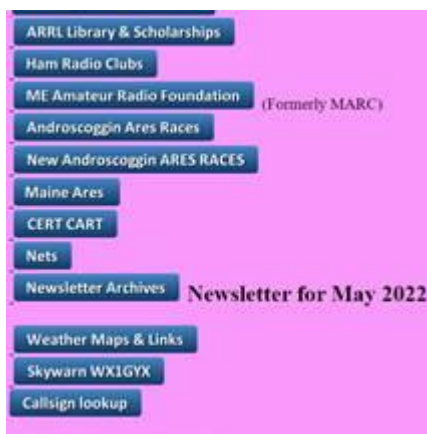 ARRL Library & Scholarships
Ham Radio Clubs
ME Amateur Radio Foundation (Formerly MARC)
Androscoggin Ares Races
New Androscoggin ARES RACES
Maine Ares
CERT CART
Nets
Newsletter Archives Newsletter for May 2022
Weather Maps & Links
Skywarn WX1GYX
Callsign lookup